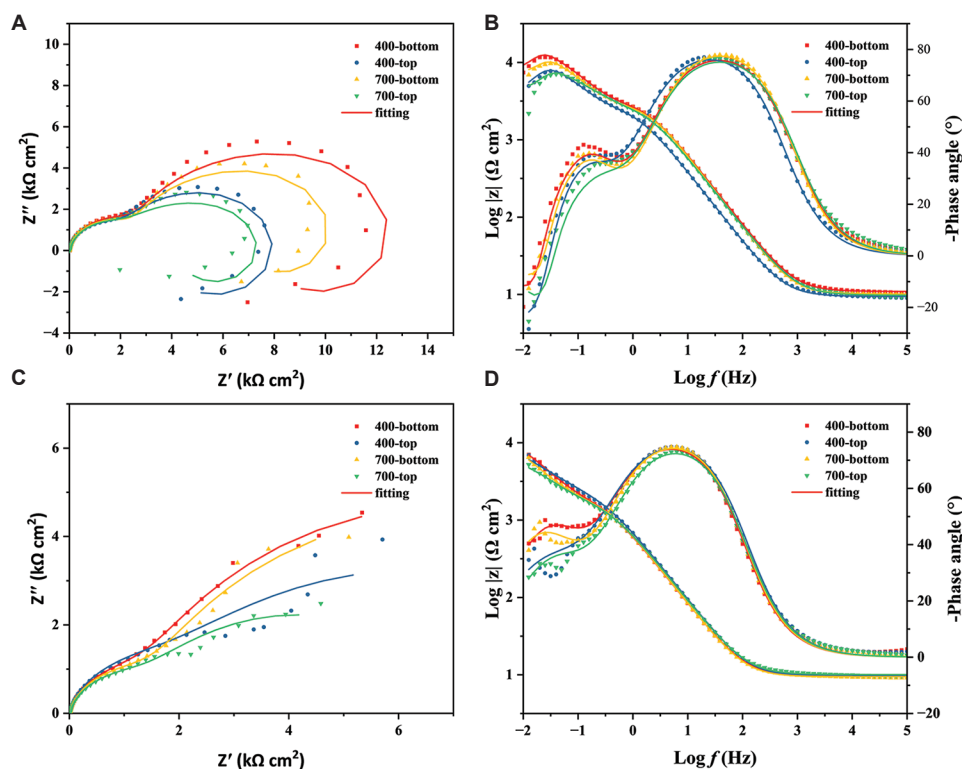 A
Z″ (kΩ cm²)
11
10
8
6
4
2
0
−2
−4
0
2
4
6
8
10
12
14
Z′ (kΩ cm²)
400-bottom
400-top
700-bottom
700-top
fitting
B
Log |z| (Ω cm²)
4
3
2
1
−2
−1
0
1
2
3
4
5
Log f (Hz)
-Phase angle (°)
80
60
40
20
0
−20
400-bottom
400-top
700-bottom
700-top
fitting
C
Z″ (kΩ cm²)
6
4
2
0
0
2
4
6
Z′ (kΩ cm²)
400-bottom
400-top
700-bottom
700-top
fitting
D
Log |z| (Ω cm²)
4
3
2
1
−2
−1
0
1
2
3
4
5
Log f (Hz)
-Phase angle (°)
80
60
40
20
0
−20
400-bottom
400-top
700-bottom
700-top
fitting